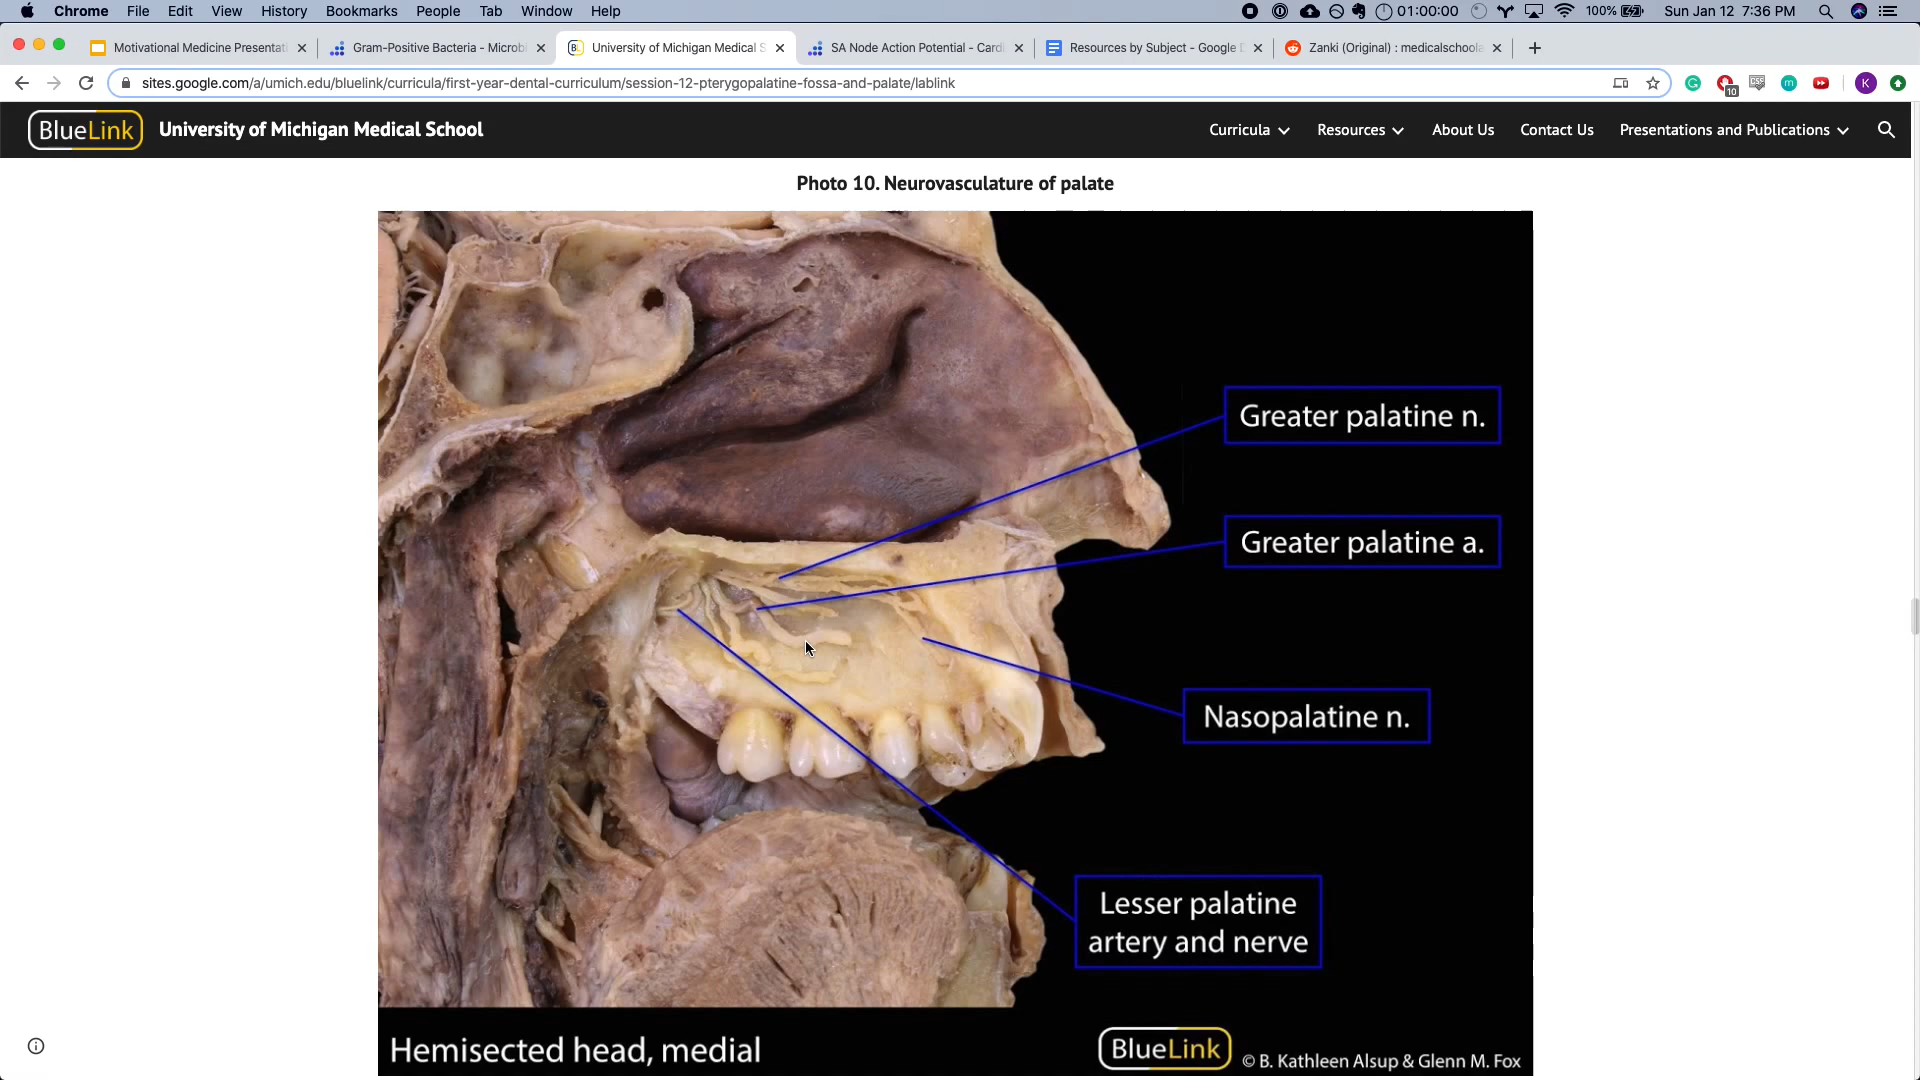 Chrome File Edit View History Bookmarks People Tab Window Help 01:00:00 100% Sun Jan 12 7:36 PM
Motivational Medicine Presentati Gram-Positive Bacteria - Microbi BL University of Michigan Medical S SA Node Action Potential - Cardi Resources by Subject - Google D Zanki (Original) : medicalschoola
sites.google.com/a/umich.edu/bluelink/curricula/first-year-dental-curriculum/session-12-pterygopalatine-fossa-and-palate/lablink 10 K
BlueLink University of Michigan Medical School Curricula Resources About Us Contact Us Presentations and Publications
Photo 10. Neurovasculature of palate
Greater palatine n.
Greater palatine a.
Nasopalatine n.
Lesser palatine
artery and nerve
Hemisected head, medial
BlueLink © B. Kathleen Alsup & Glenn M. Fox